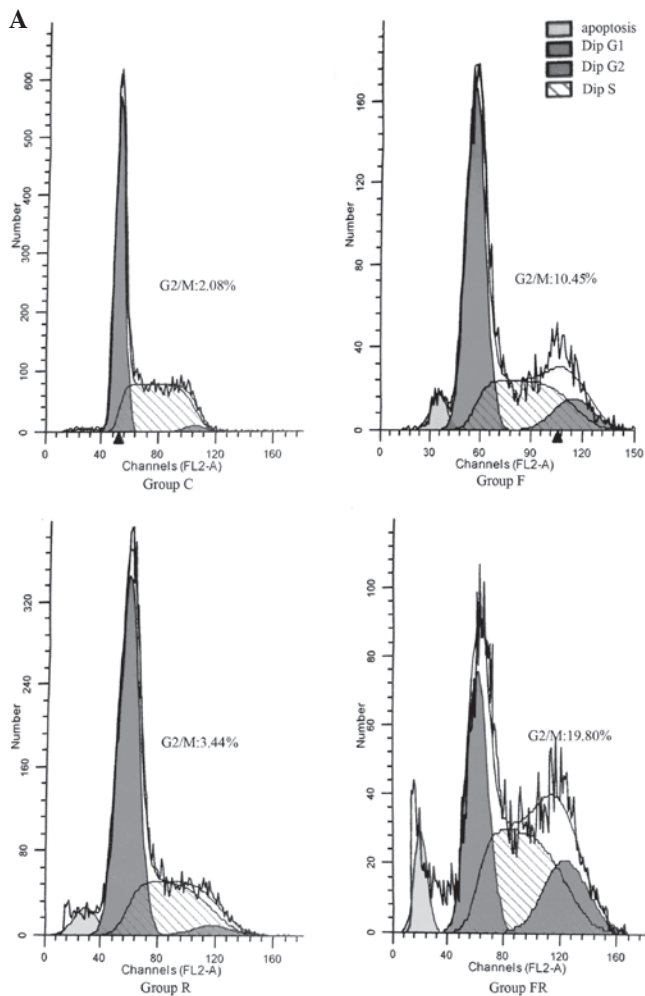 A
apoptosis
Dip G1
Dip G2
Dip S
Number
0 100 200 300 400 500 600
G2/M:2.08%
0 40 80 120 160
Channels (FL2-A)
Group C
Number
0 40 80 120 160
G2/M:10.45%
0 30 60 90 120 150
Channels (FL2-A)
Group F
Number
0 80 160 240 320
G2/M:3.44%
0 40 80 120 160
Channels (FL2-A)
Group R
Number
0 20 40 60 80 100
G2/M:19.80%
0 40 80 120 160
Channels (FL2-A)
Group FR